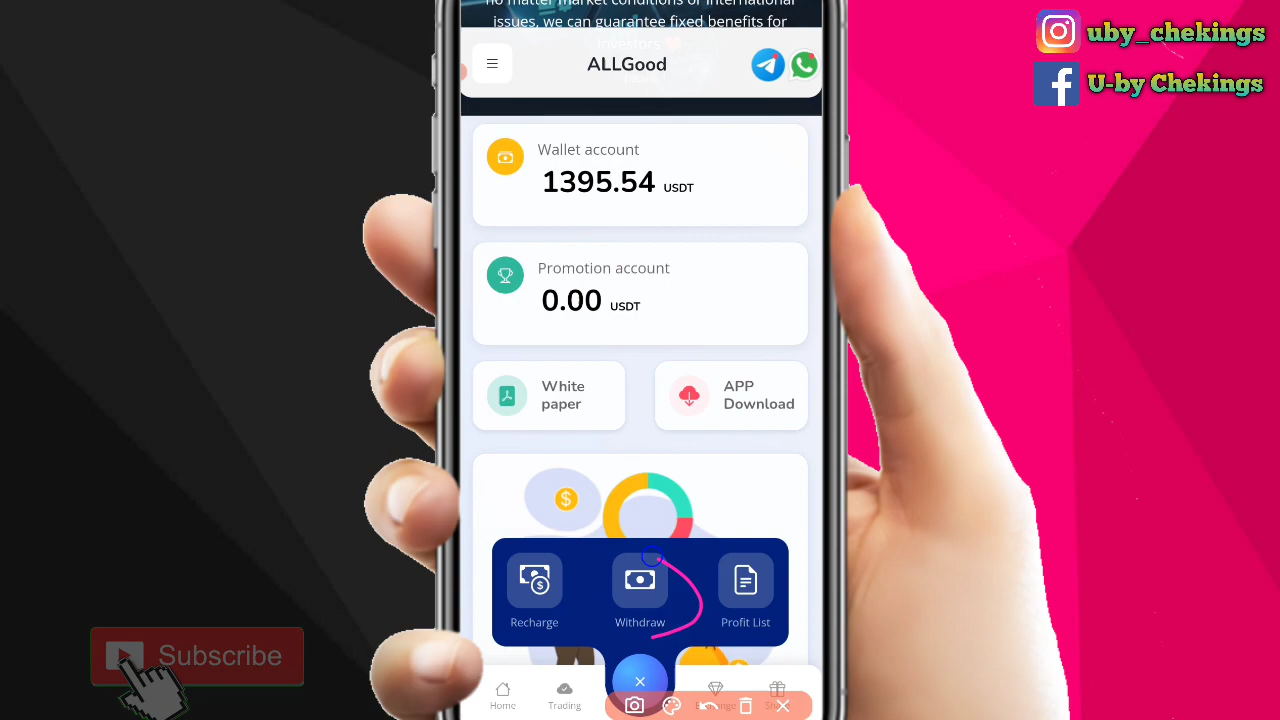 no matter market conditions or international
issues, we can guarantee fixed benefits for
investors
ALLGood
uby_chekings
U-by Chekings
Wallet account
1395.54 USDT
Promotion account
0.00 USDT
White
paper
APP
Download
Recharge
Withdraw
Profit List
Subscribe
Home
Trading